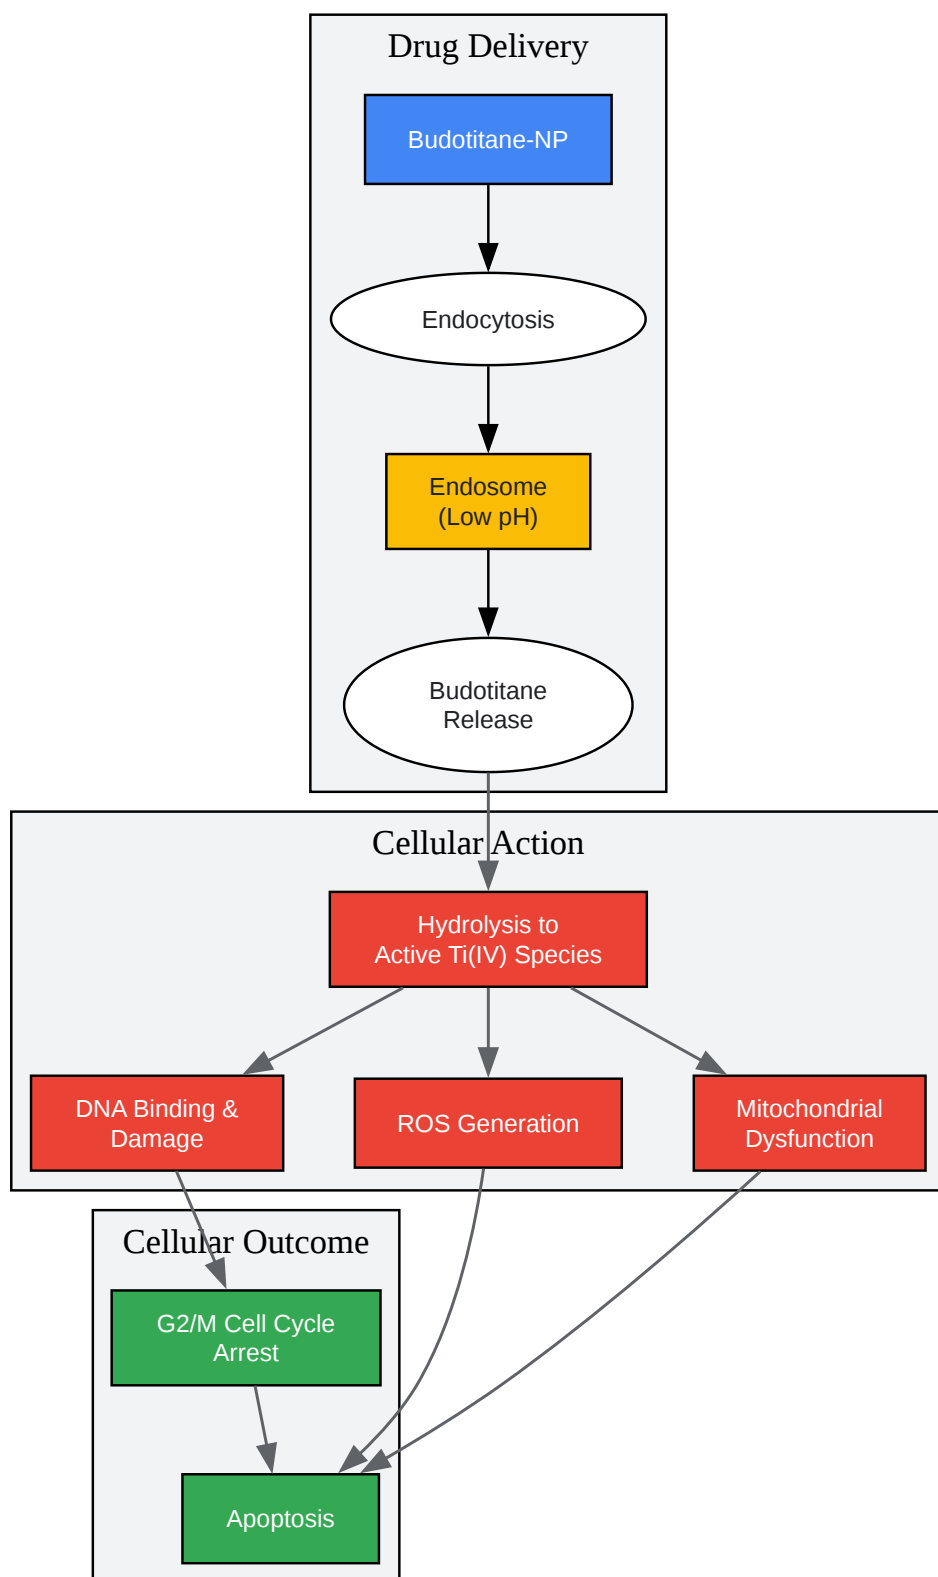 Drug Delivery
Budotitane-NP
Endocytosis
Endosome
(Low pH)
Budotitane
Release
Cellular Action
Hydrolysis to
Active Ti(IV) Species
DNA Binding &
Damage
ROS Generation
Mitochondrial
Dysfunction
Cellular Outcome
G2/M Cell Cycle
Arrest
Apoptosis